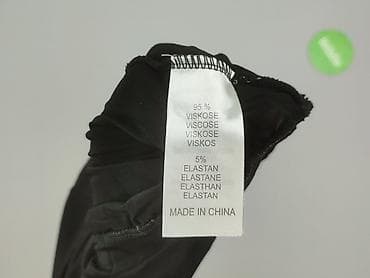 95 %
VISKOSE
VISCOSE
VISKOSE
VISKOS
5%
ELASTAN
ELASTANE
ELASTHAN
ELASTAN
MADE IN CHINA